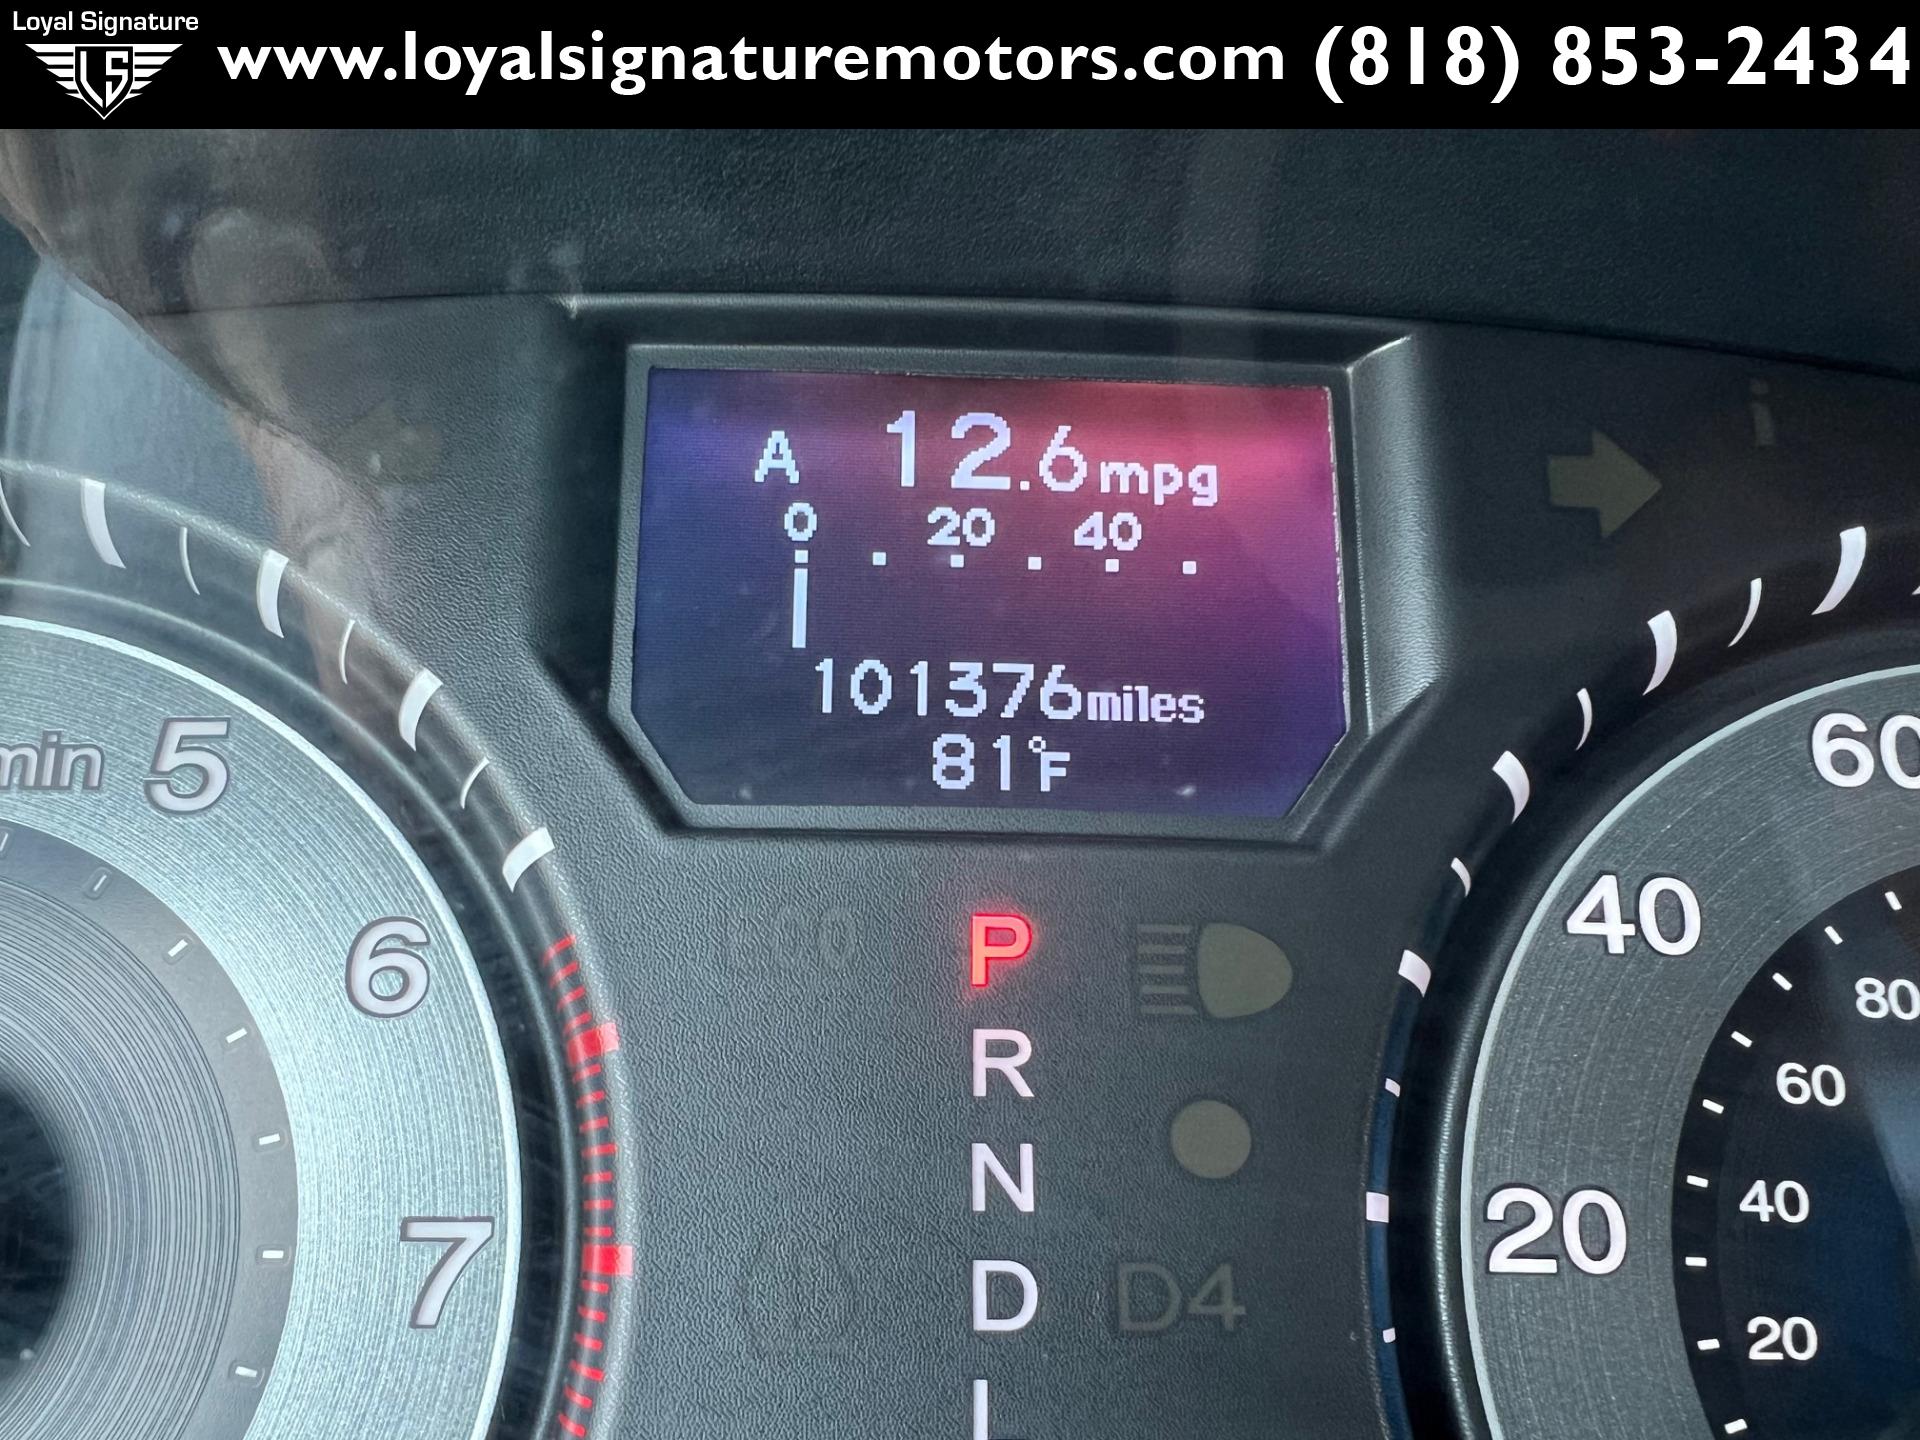 Loyal Signature
LS
www.loyalsignaturemotors.com (818) 853-2434
A 12.6mpg
0 20 40
101376miles
81°F
min 5
6
7
P
R
N
D
D4
60
40
20
80
60
40
20